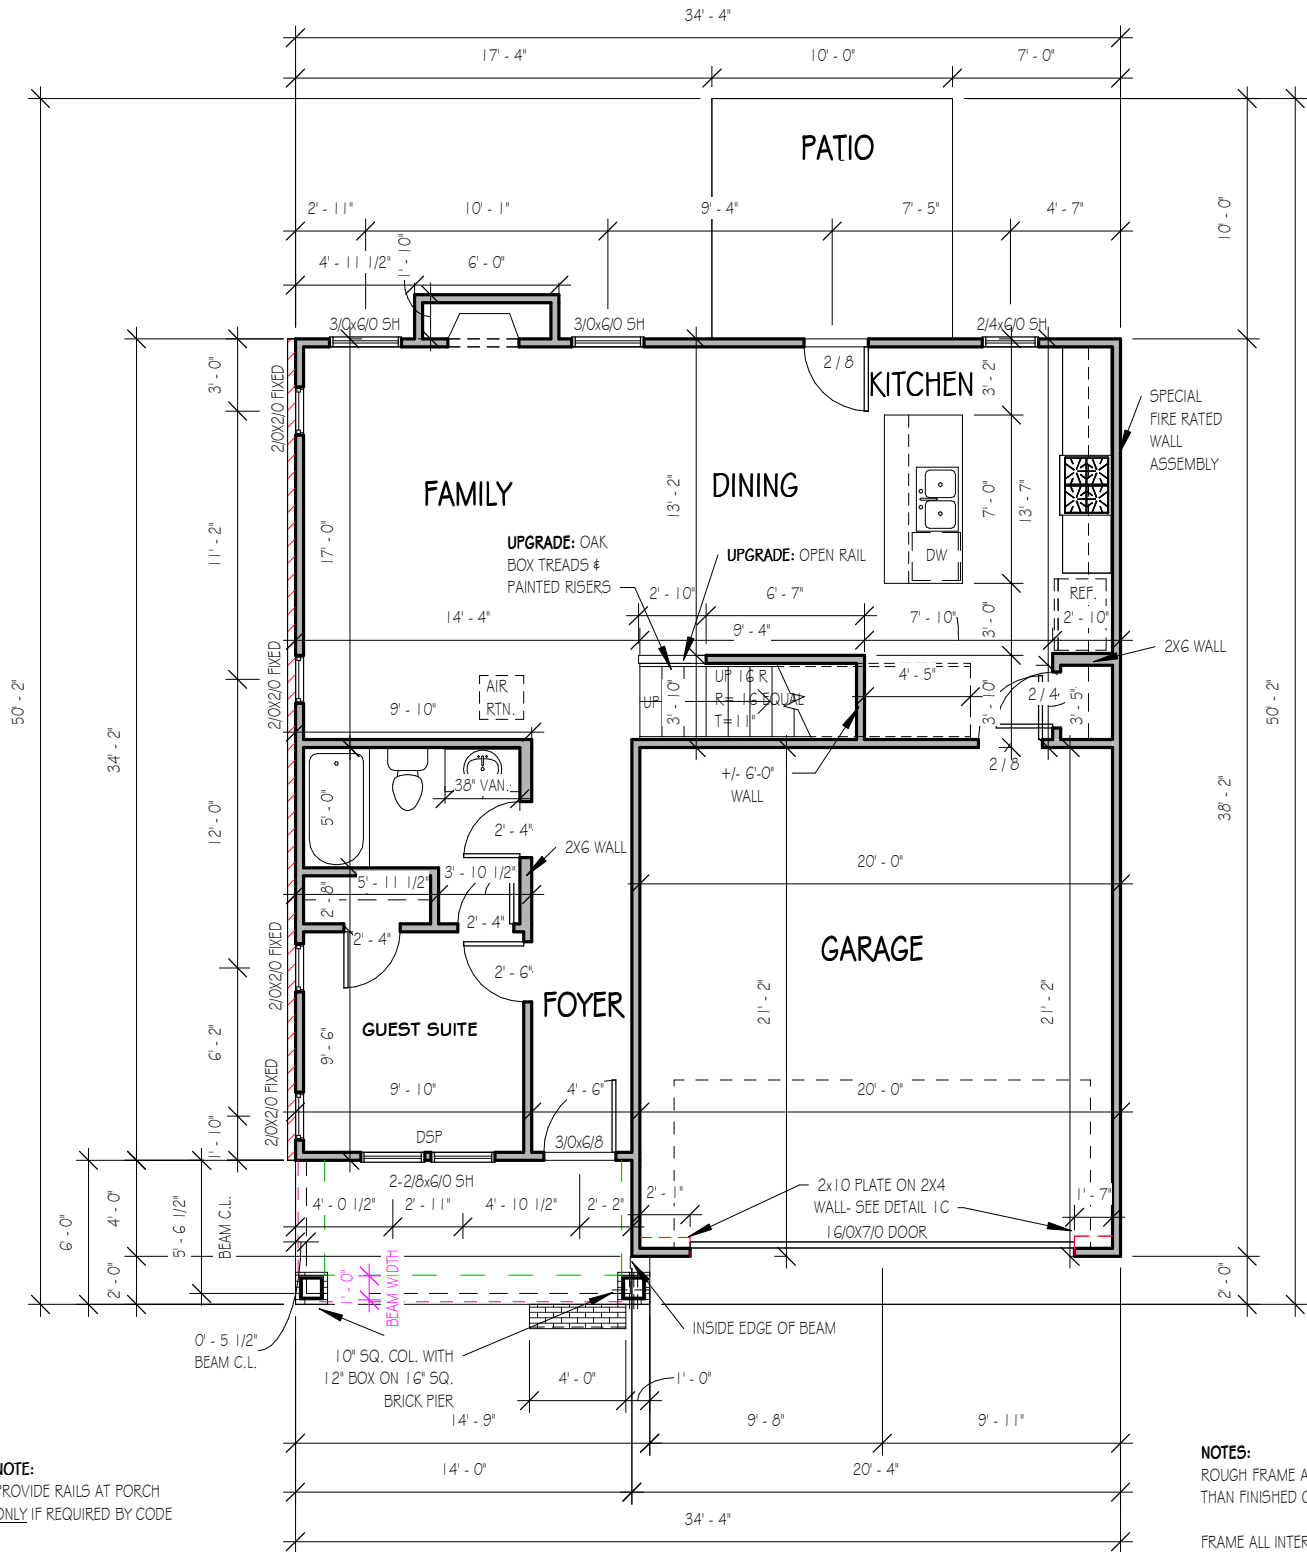 34' - 4"
17' - 4"
10' - 0"
7' - 0"
PATIO
2' - 11"
10' - 1"
9' - 4"
7' - 5"
4' - 7"
10' - 0"
4' - 11 1/2"
1' - 10"
6' - 0"
3/0x6/0 SH
3/0x6/0 SH
2/4x6/0 SH
2 / 8
KITCHEN
3' - 0"
3' - 2"
2/0X2/0 FIXED
SPECIAL
FIRE RATED
WALL
ASSEMBLY
FAMILY
DINING
13' - 2"
7' - 0"
13' - 7"
11' - 2"
17' - 0"
UPGRADE: OAK
BOX TREADS &
PAINTED RISERS
UPGRADE: OPEN RAIL
DW
REF.
2' - 10"
6' - 7"
14' - 4"
9' - 4"
7' - 10"
3' - 0"
2' - 10"
2X6 WALL
2/0X2/0 FIXED
AIR
RTN.
UP
3' - 10"
UP 16 R
R= 16 EQUAL
T=11"
4' - 5"
3' - 10"
2 / 4
3' - 5"
9' - 10"
50' - 2"
50' - 2"
34' - 2"
38' - 2"
2 / 8
+/- 6'-0"
WALL
38" VAN.
5' - 0"
12' - 0"
2' - 4"
2X6 WALL
20' - 0"
5' - 11 1/2"
3' - 10 1/2"
2' - 8"
2' - 4"
2' - 4"
2/0X2/0 FIXED
2' - 6"
GARAGE
21' - 2"
21' - 2"
FOYER
GUEST SUITE
6' - 2"
9' - 6"
9' - 10"
4' - 6"
20' - 0"
2/0X2/0 FIXED
1' - 10"
DSP
3/0x6/8
2-2/8x6/0 SH
4' - 0 1/2"
2' - 11"
4' - 10 1/2"
2' - 2"
2' - 1"
2x10 PLATE ON 2X4
WALL- SEE DETAIL 1C
16/0X7/0 DOOR
1' - 7"
6' - 0"
4' - 0"
5' - 6 1/2"
BEAM C.L.
2' - 0"
1' - 0"
BEAM WIDTH
2' - 0"
0' - 5 1/2"
BEAM C.L.
10" SQ. COL. WITH
12" BOX ON 16" SQ.
BRICK PIER
INSIDE EDGE OF BEAM
4' - 0"
1' - 0"
14' - 9"
9' - 8"
9' - 11"
14' - 0"
20' - 4"
34' - 4"
NOTE:
PROVIDE RAILS AT PORCH
ONLY IF REQUIRED BY CODE
NOTES:
ROUGH FRAME A
THAN FINISHED
FRAME ALL INTER